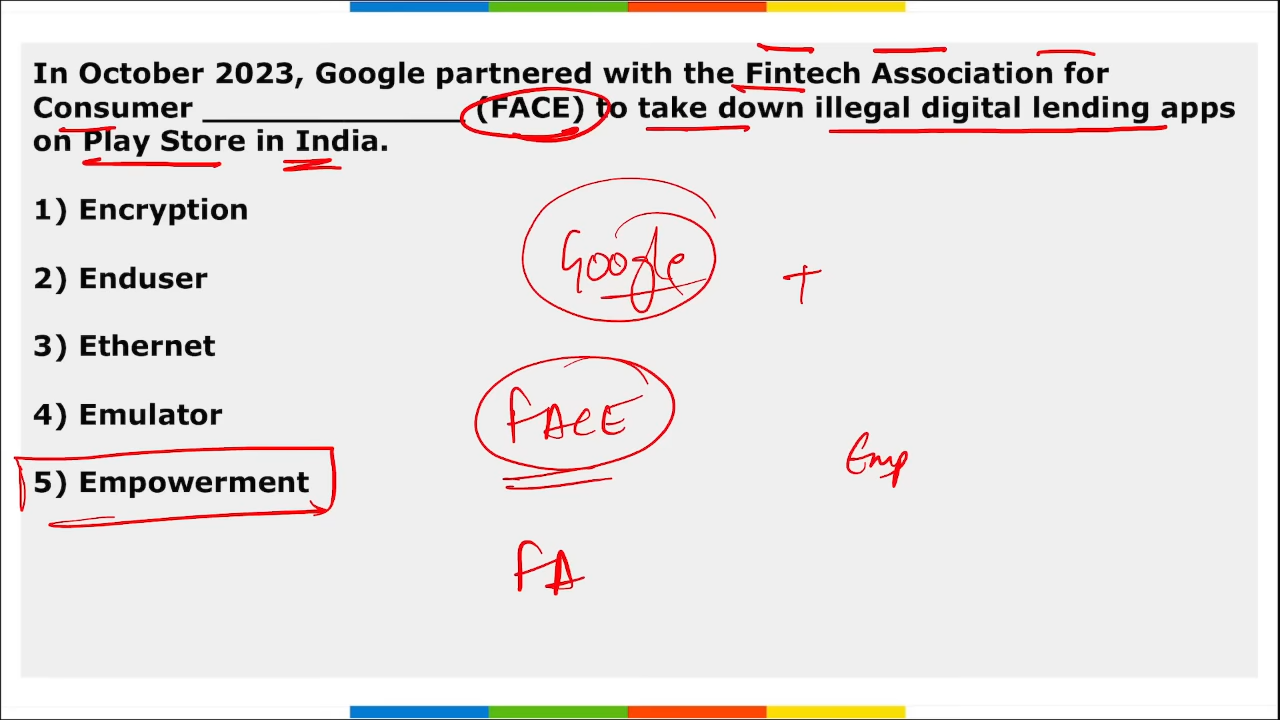 In October 2023, Google partnered with the Fintech Association for
Consumer _________________ (FACE) to take down illegal digital lending apps
on Play Store in India.
1) Encryption
2) Enduser
3) Ethernet
4) Emulator
5) Empowerment
Google +
FACE
Emp
FA